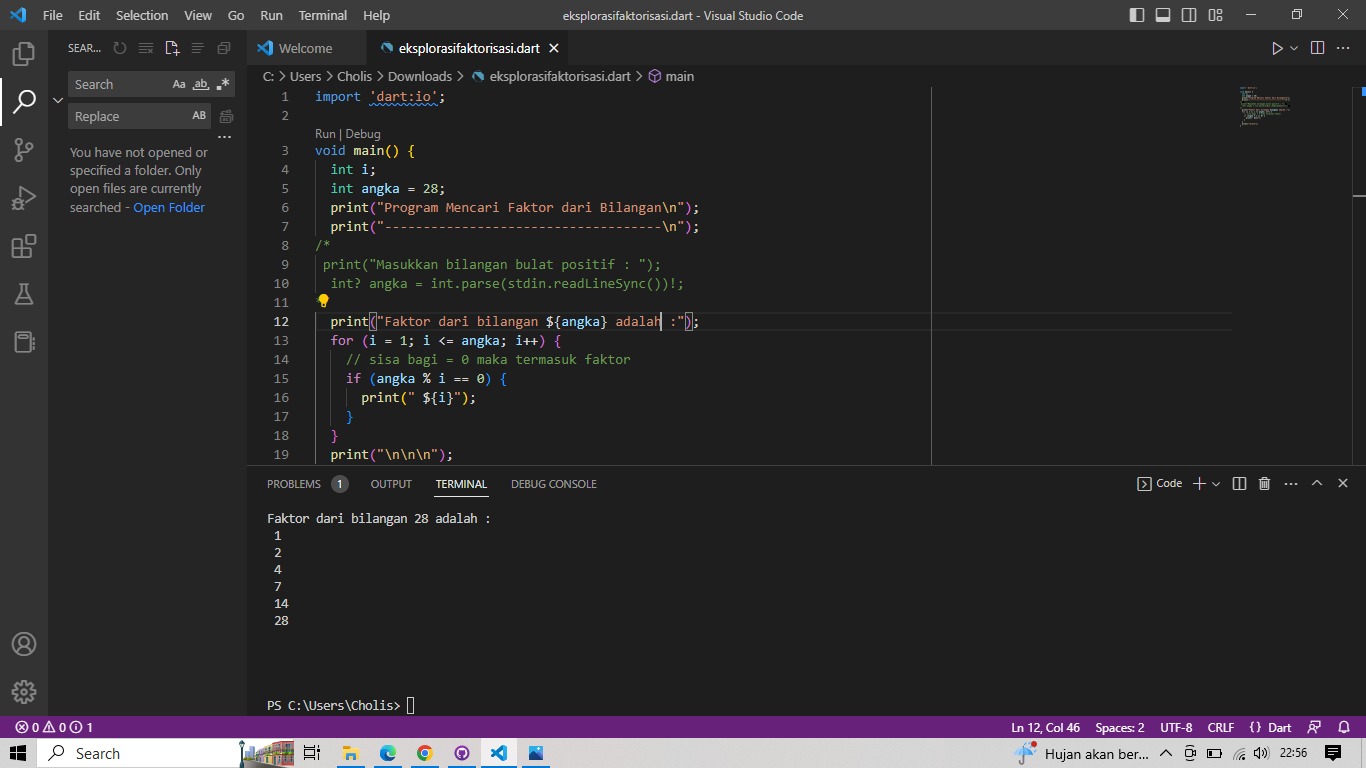 File Edit Selection View Go Run Terminal Help eksplorasifaktorisasi.dart - Visual Studio Code
SEAR... Welcome eksplorasifaktorisasi.dart
Search Aa ab .*
Replace AB
...
You have not opened or
specified a folder. Only
open files are currently
searched - Open Folder
C: > Users > Cholis > Downloads > eksplorasifaktorisasi.dart > main
1 import 'dart:io';
2
Run | Debug
3 void main() {
4 int i;
5 int angka = 28;
6 print("Program Mencari Faktor dari Bilangan\n");
7 print("------------------------------------\n");
8 /*
9 print("Masukkan bilangan bulat positif : ");
10 int? angka = int.parse(stdin.readLineSync())!;
11
12 print("Faktor dari bilangan ${angka} adalah :");
13 for (i = 1; i <= angka; i++) {
14 // sisa bagi = 0 maka termasuk faktor
15 if (angka % i == 0) {
16 print(" ${i}");
17 }
18 }
19 print("\n\n\n");
PROBLEMS 1 OUTPUT TERMINAL DEBUG CONSOLE Code
Faktor dari bilangan 28 adalah :
1
2
4
7
14
28
PS C:\Users\Cholis>
0 0 1 Ln 12, Col 46 Spaces: 2 UTF-8 CRLF {} Dart
Search Hujan akan ber... 22:56